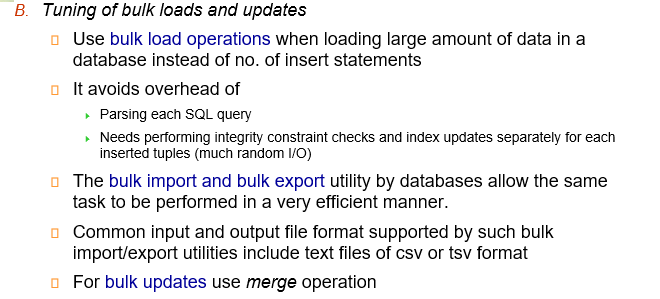 B. Tuning of bulk loads and updates
Use bulk load operations when loading large amount of data in a
database instead of no. of insert statements
It avoids overhead of
Parsing each SQL query
Needs performing integrity constraint checks and index updates separately for each
inserted tuples (much random I/O)
The bulk import and bulk export utility by databases allow the same
task to be performed in a very efficient manner.
Common input and output file format supported by such bulk
import/export utilities include text files of csv or tsv format
For bulk updates use merge operation